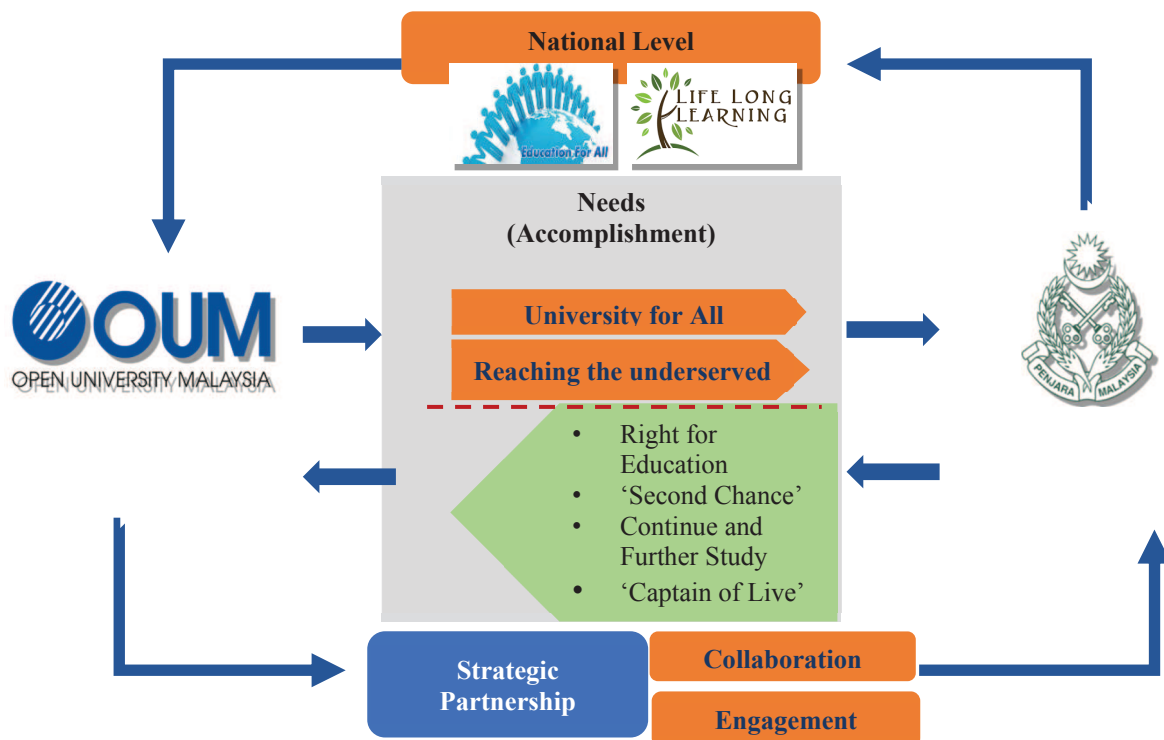 National Level
Education For All
LIFE LONG
LEARNING
Needs
(Accomplishment)
OUM
OPEN UNIVERSITY MALAYSIA
University for All
Reaching the underserved
PENJARA MALAYSIA
• Right for
Education
• ‘Second Chance’
• Continue and
Further Study
• ‘Captain of Live’
Strategic
Partnership
Collaboration
Engagement